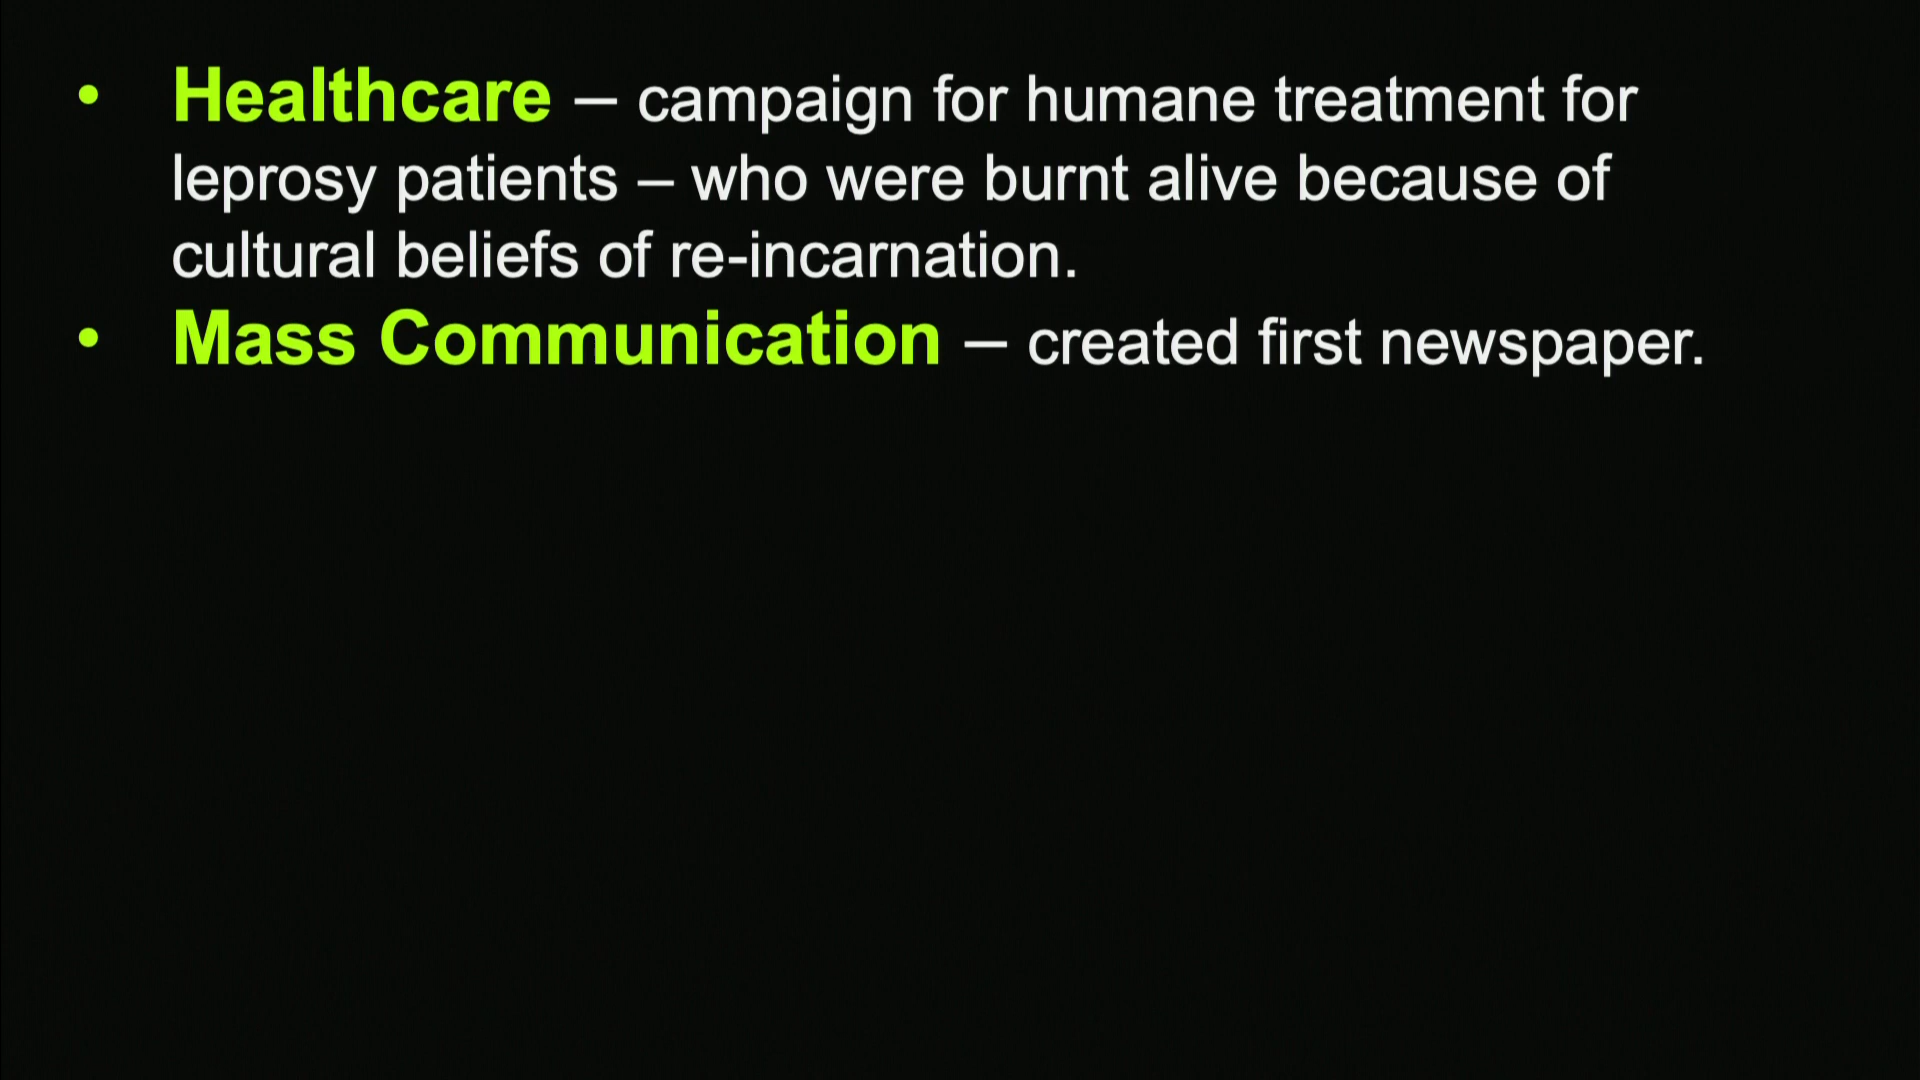 • Healthcare – campaign for humane treatment for
leprosy patients – who were burnt alive because of
cultural beliefs of re-incarnation.
• Mass Communication – created first newspaper.